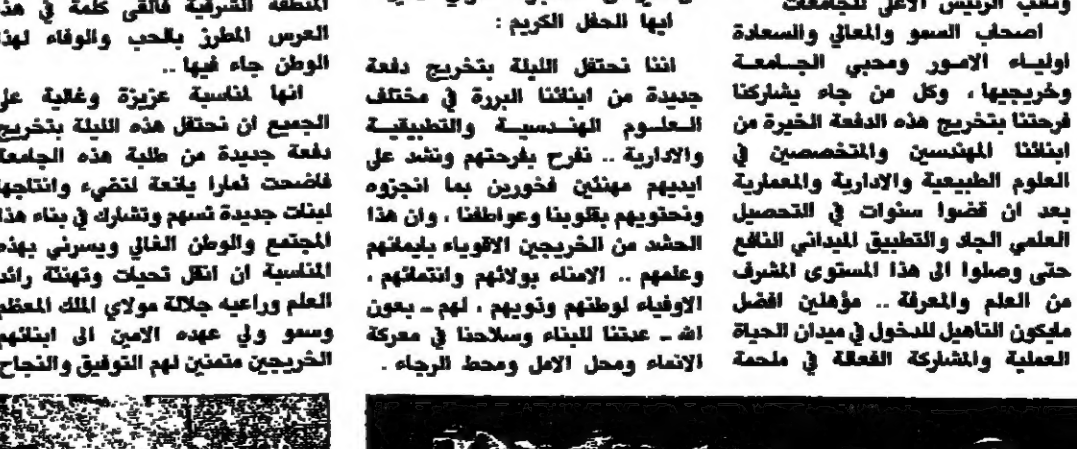 ونائب الرئيس الأعلى للجامعات
اصحاب السمو والمعالي والسعادة
اولياء الامور ومحبي الجامعة
وخريجيها، وكل من جاء يشاركنا
فرحتنا بتخريج هذه الدفعة الخيرة من
ابنائنا المهندسين والمتخصصين في
العلوم الطبيعية والادارية والمعمارية
بعد ان قضوا سنوات في التحصيل
العلمي الجاد والتطبيق الميداني النافع
حتى وصلوا الى هذا المستوى المشرف
من العلم والمعرفة .. مؤهلين افضل
مايكون التاهيل للدخول في ميدان الحياة
العملية والمشاركة الفعالة في ملحمة
ايها الحفل الكريم :
اننا نحتفل الليلة بتخريج دفعة
جديدة من ابنائنا البررة في مختلف
العلوم الهندسية والتطبيقية
والادارية .. نفرح بفرحتهم ونشد على
ايديهم مهنئين فخورين بما انجزوه
ونحتويهم بقلوبنا وعواطفنا ، وان هذا
الحشد من الخريجين الاقوياء بايمانهم
وعلمهم .. الامناء بولائهم وانتمائهم ،
الاوفياء لوطنهم وذويهم ، لهم ـ بعون
الله ـ عدتنا للبناء وسلاحنا في معركة
الانماء ومحل الامل ومحط الرجاء .
المنطقة الشرقية فالقى كلمة في هذا
العرس المطرز بالحب والوفاء لهذا
الوطن جاء فيها ..
انها لمناسبة عزيزة وغالية على
الجميع ان نحتفل هذه الليلة بتخريج
دفعة جديدة من طلبة هذه الجامعة
فاضحت ثمارا يانعة لتضيء وانتاجها
لبنات جديدة تسهم وتشارك في بناء هذا
المجتمع والوطن الغالي ويسرني بهذه
المناسبة ان انقل تحيات وتهنئة رائد
العلم وراعيه جلالة مولاي الملك المعظم
وسمو ولي عهده الامين الى ابنائهم
الخريجين متمنين لهم التوفيق والنجاح